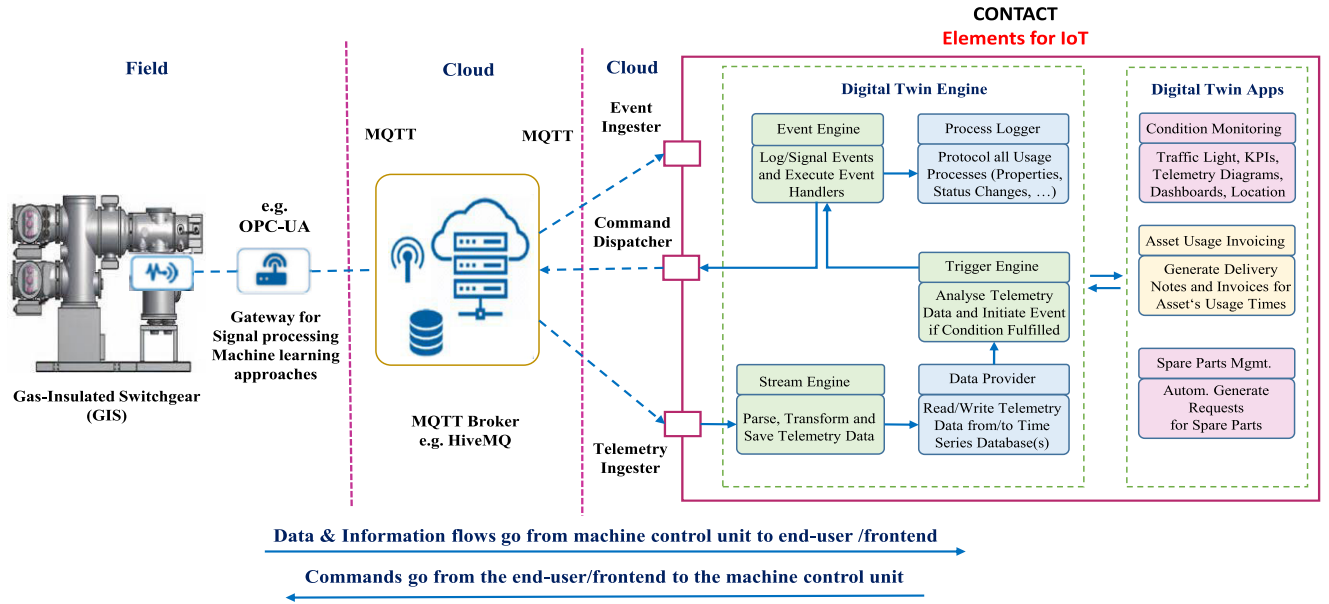 CONTACT
Elements for IoT
Field
Cloud
Cloud
MQTT
MQTT
Event
Ingester
Command
Dispatcher
Telemetry
Ingester
e.g.
OPC-UA
Gateway for
Signal processing
Machine learning
approaches
Gas-Insulated Switchgear
(GIS)
MQTT Broker
e.g. HiveMQ
Digital Twin Engine
Event Engine
Log/Signal Events
and Execute Event
Handlers
Process Logger
Protocol all Usage
Processes (Properties,
Status Changes, …)
Trigger Engine
Analyse Telemetry
Data and Initiate Event
if Condition Fulfilled
Stream Engine
Parse, Transform and
Save Telemetry Data
Data Provider
Read/Write Telemetry
Data from/to Time
Series Database(s)
Digital Twin Apps
Condition Monitoring
Traffic Light, KPIs,
Telemetry Diagrams,
Dashboards, Location
Asset Usage Invoicing
Generate Delivery
Notes and Invoices for
Asset‘s Usage Times
Spare Parts Mgmt.
Autom. Generate
Requests
for Spare Parts
Data & Information flows go from machine control unit to end-user /frontend
Commands go from the end-user/frontend to the machine control unit